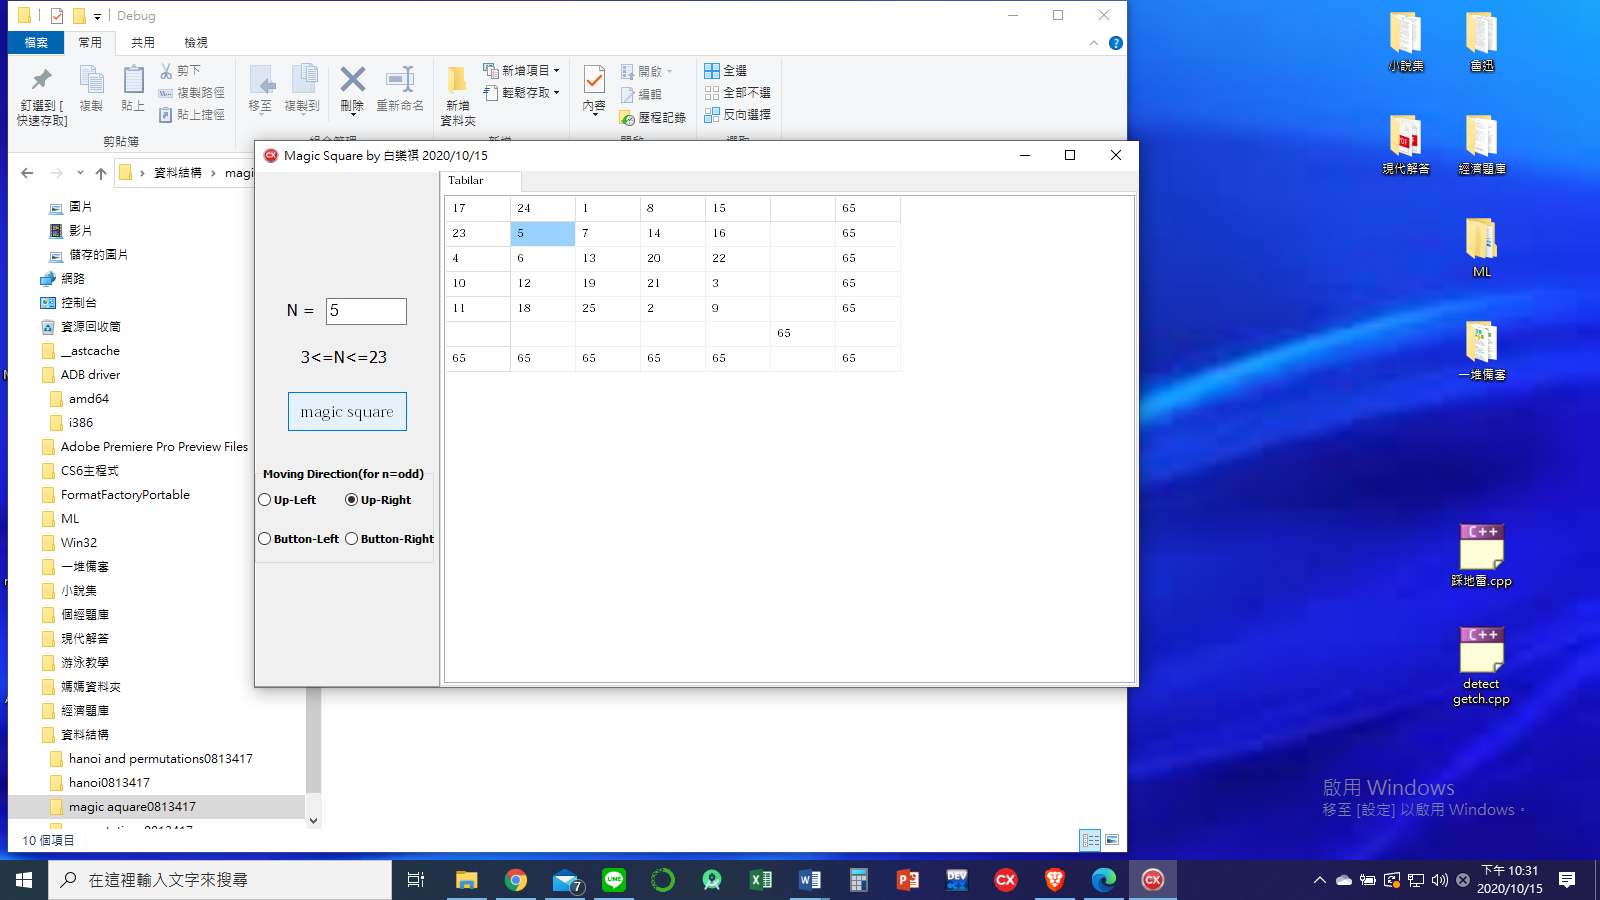 Debug
檔案 常用 共用 檢視
釘選到 [
快速存取]
複製
貼上
剪下
複製路徑
貼上捷徑
剪貼簿
移至
複製到
刪除
重新命名
新增
資料夾
新增項目
輕鬆存取
內容
開啟
編輯
歷程記錄
全選
全部不選
反向選擇
資料結構 › magi
圖片
影片
儲存的圖片
網路
控制台
資源回收筒
__astcache
ADB driver
amd64
i386
Adobe Premiere Pro Preview Files
CS6主程式
FormatFactoryPortable
ML
Win32
一堆備審
小說集
個經題庫
現代解答
游泳教學
媽媽資料夾
經濟題庫
資料結構
hanoi and permutations0813417
hanoi0813417
magic aquare0813417
10 個項目
Magic Square by 白樂祺 2020/10/15
N = 5
3<=N<=23
magic square
Moving Direction(for n=odd)
Up-Left Up-Right
Button-Left Button-Right
Tabilar
17 24 1 8 15 65
23 5 7 14 16 65
4 6 13 20 22 65
10 12 19 21 3 65
11 18 25 2 9 65
65
65 65 65 65 65 65
小說集
魯迅
現代解答
經濟題庫
ML
一堆備審
踩地雷.cpp
detect
getch.cpp
啟用 Windows
移至 [設定] 以啟用 Windows。
在這裡輸入文字來搜尋
7
LINE
DEV
下午 10:31
2020/10/15